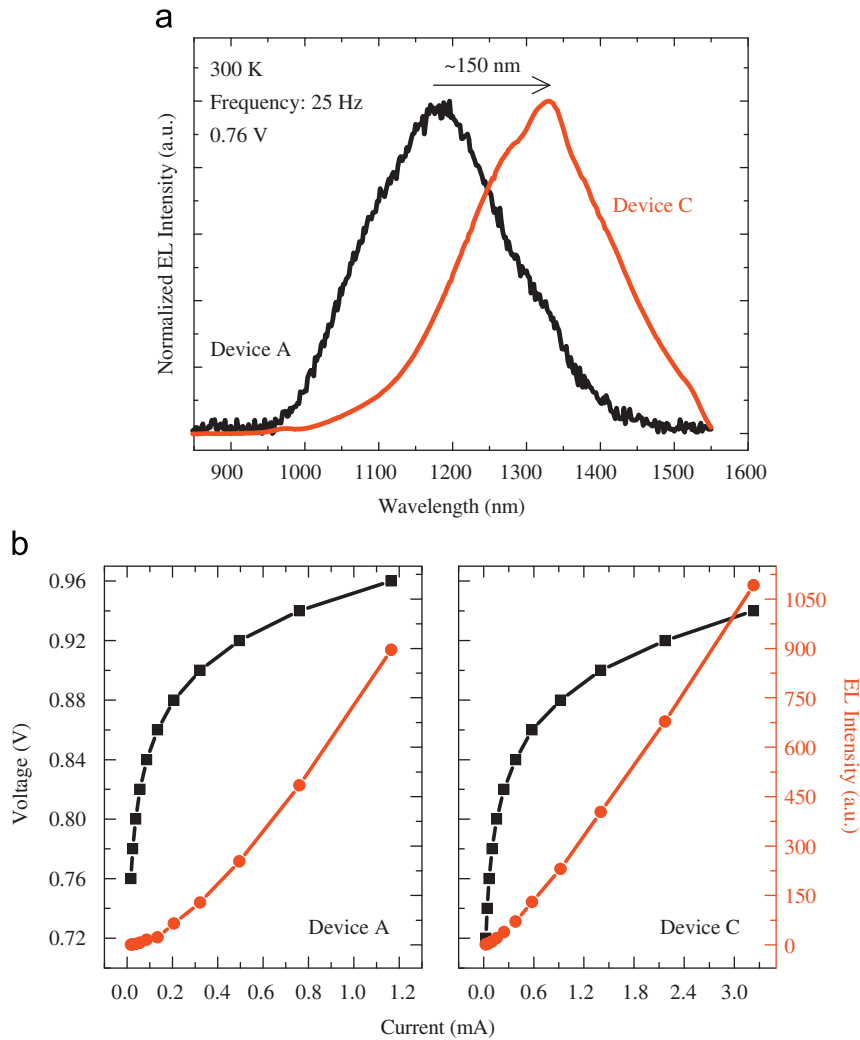 a
300 K
Frequency: 25 Hz
0.76 V
~150 nm
Device C
Device A
Normalized EL Intensity (a.u.)
900 1000 1100 1200 1300 1400 1500 1600
Wavelength (nm)
b
0.96
0.92
0.88
0.84
0.80
0.76
0.72
Voltage (V)
Device A
0.0 0.2 0.4 0.6 0.8 1.0 1.2
Device C
0.0 0.6 1.2 1.8 2.4 3.0
1050
900
750
600
450
300
150
0
EL Intensity (a.u.)
Current (mA)